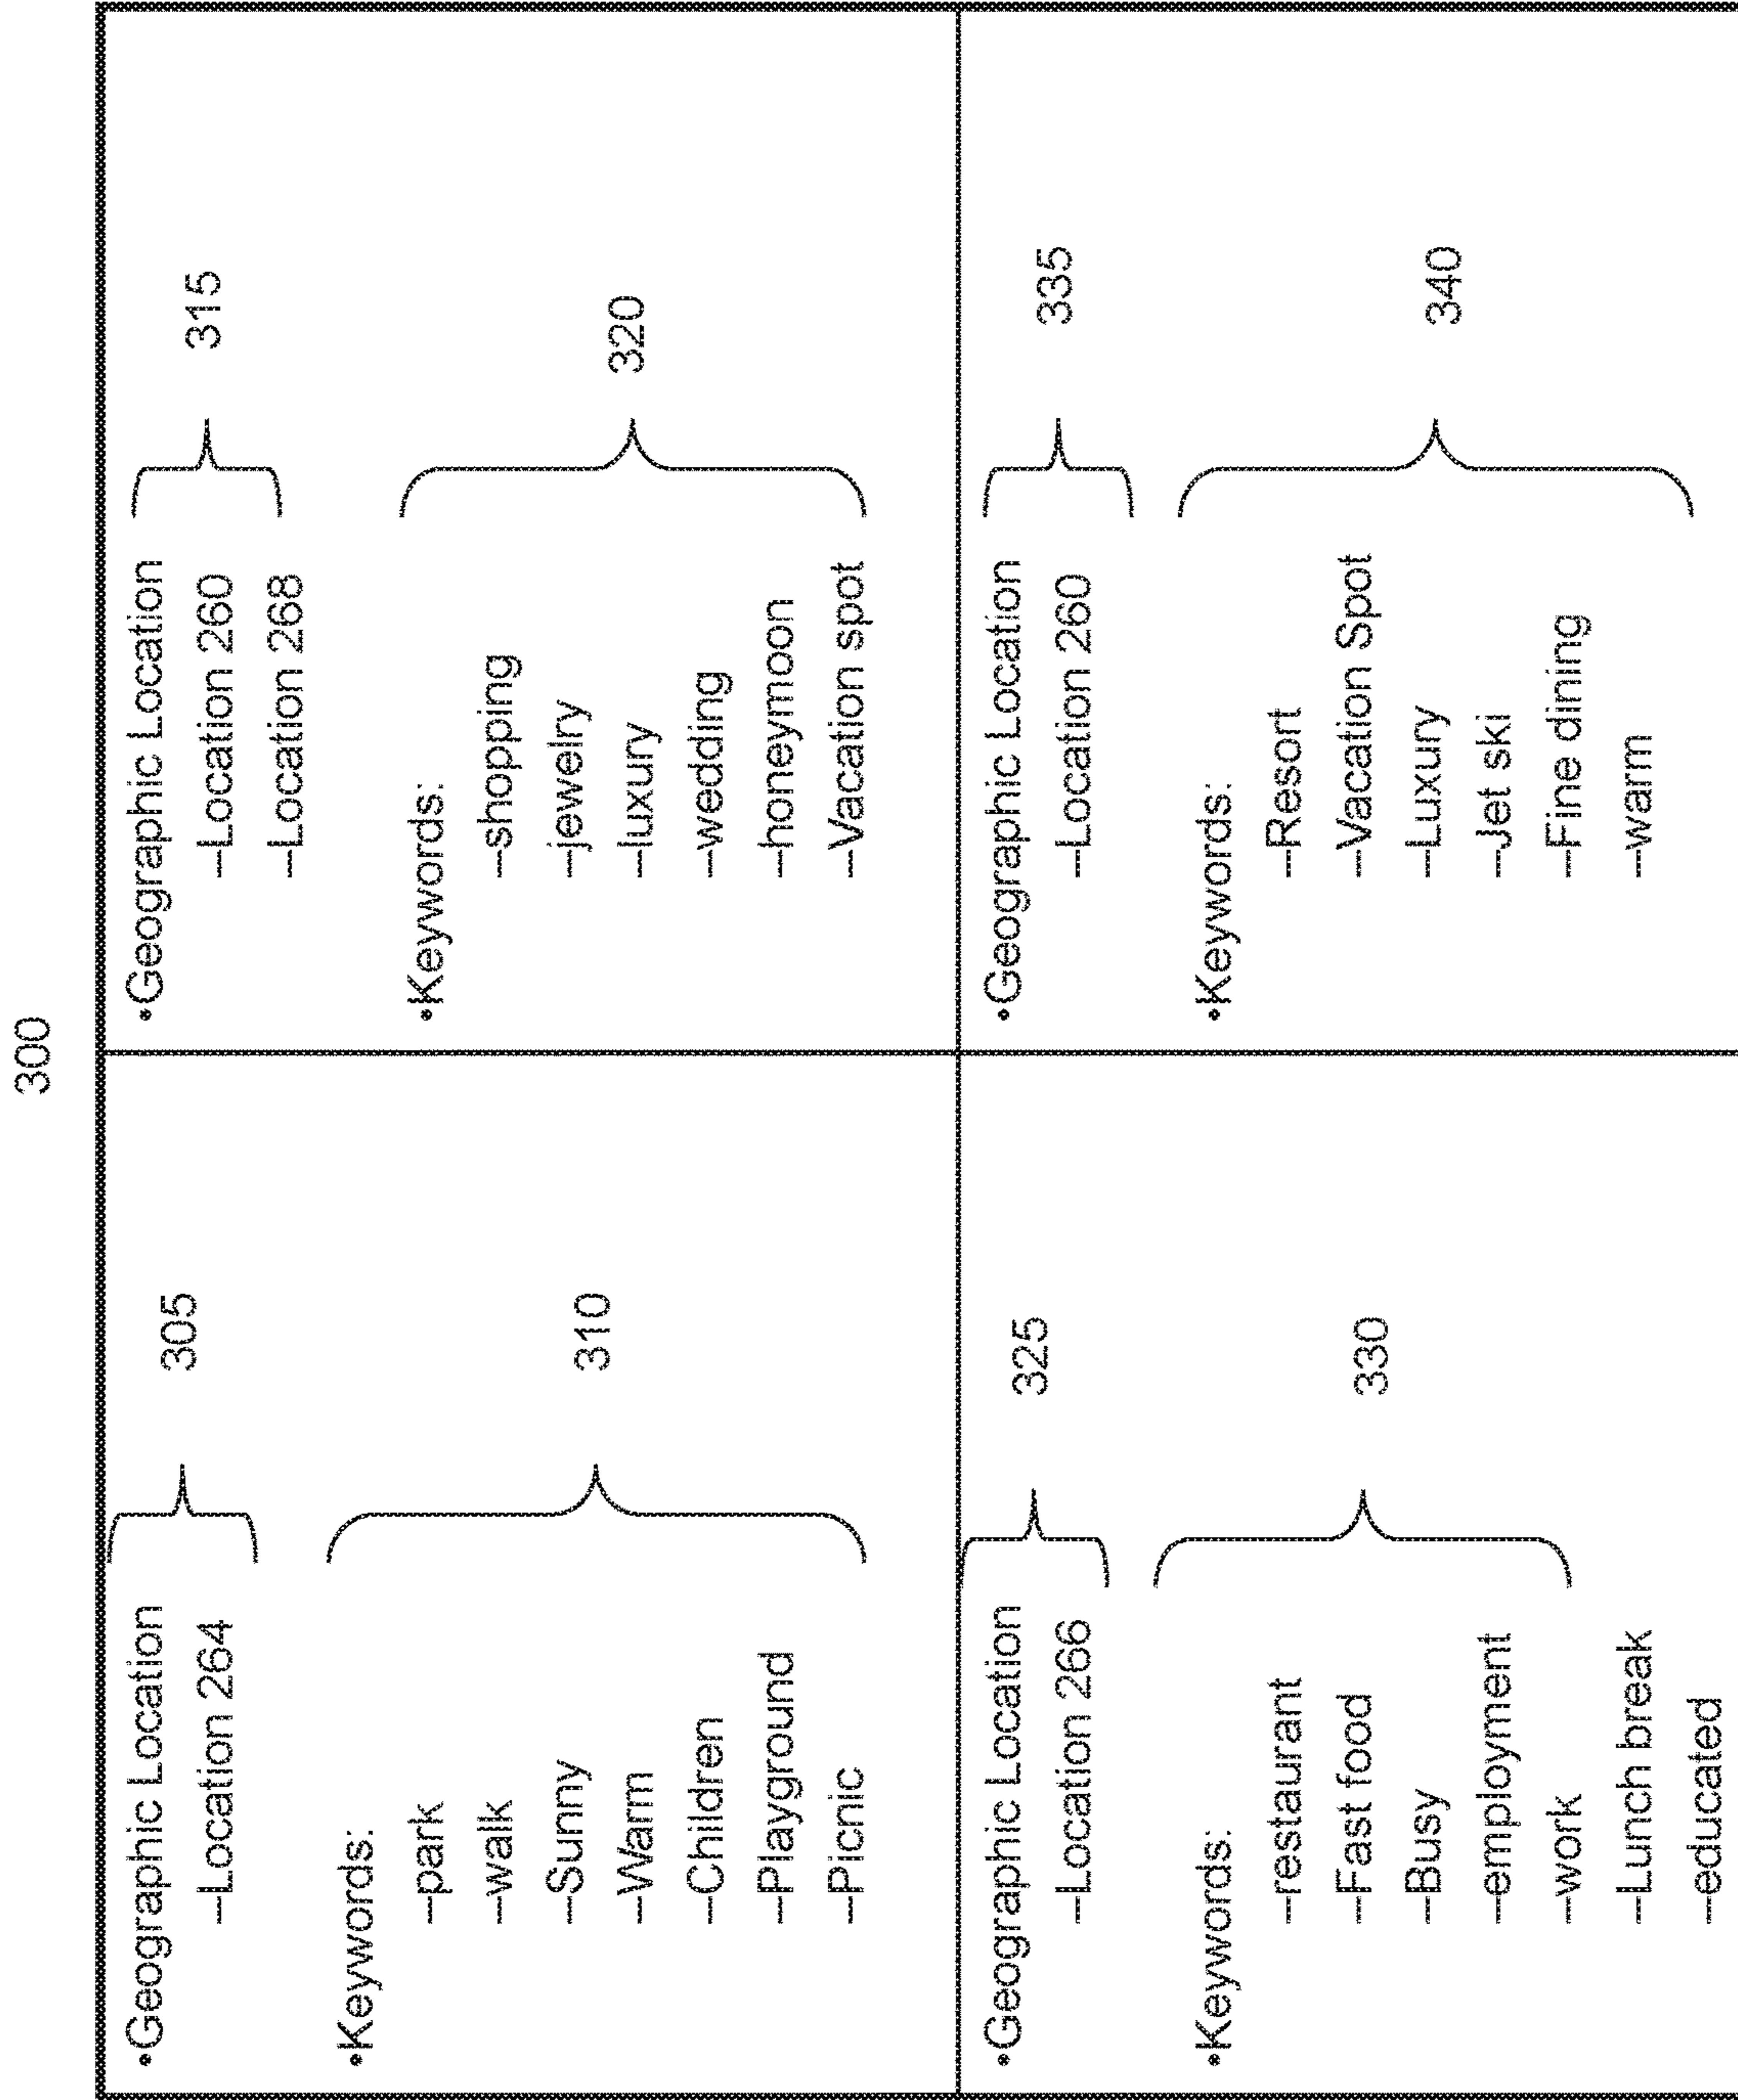 300
•Geographic Location
--Location 264
305
•Keywords:
--park
--walk
--Sunny
--Warm
--Children
--Playground
--Picnic
310
•Geographic Location
--Location 260
--Location 268
315
•Keywords:
--shopping
--jewelry
--luxury
--wedding
--honeymoon
--Vacation spot
320
•Geographic Location
--Location 266
325
•Keywords:
--restaurant
--Fast food
--Busy
--employment
--work
--Lunch break
--educated
330
•Geographic Location
--Location 260
335
•Keywords:
--Resort
--Vacation Spot
--Luxury
--Jet ski
--Fine dining
--warm
340